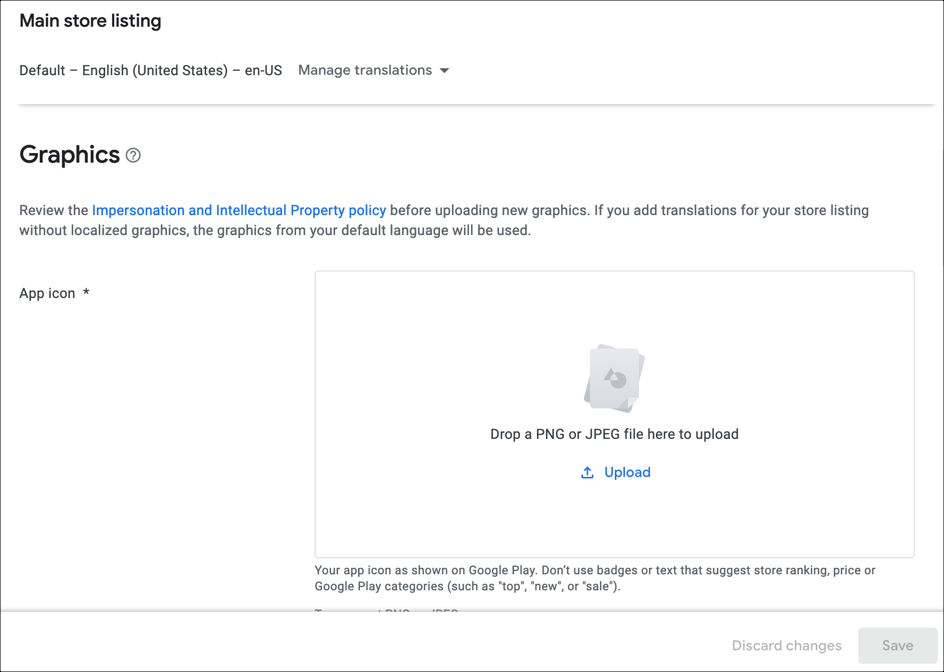 Main store listing
Default – English (United States) – en-US Manage translations
Graphics
Review the Impersonation and Intellectual Property policy before uploading new graphics. If you add translations for your store listing
without localized graphics, the graphics from your default language will be used.
App icon *
Drop a PNG or JPEG file here to upload
Upload
Your app icon as shown on Google Play. Don't use badges or text that suggest store ranking, price or
Google Play categories (such as "top", "new", or "sale").
Discard changes Save